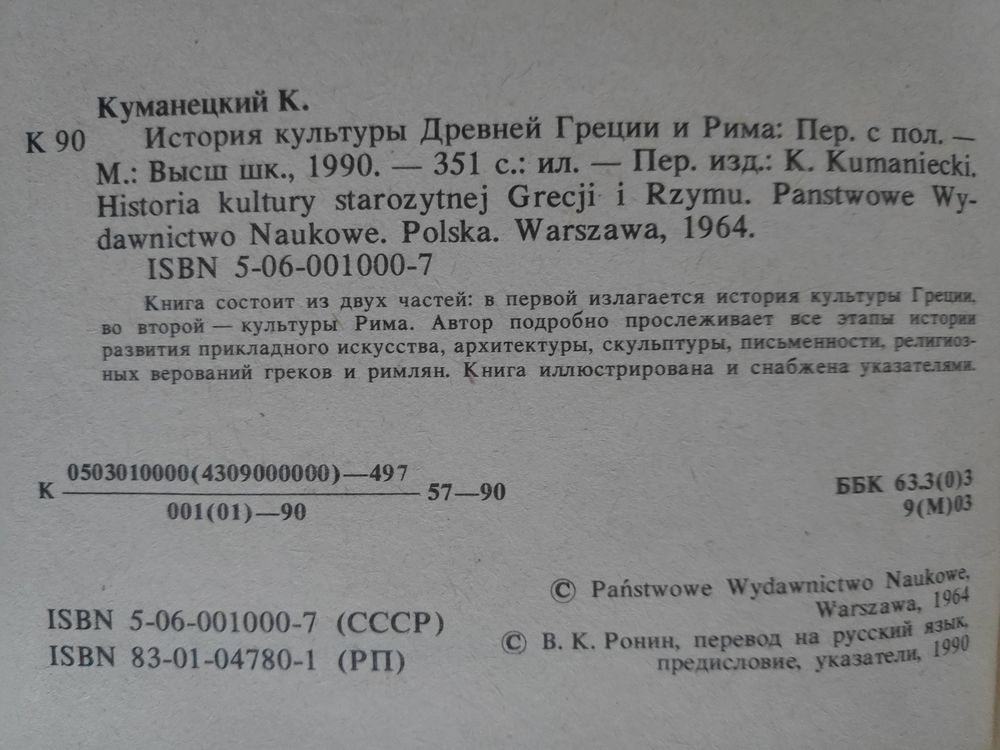 Куманецкий К.
К 90 История культуры Древней Греции и Рима: Пер. с пол. —
М.: Высш шк., 1990. — 351 с.: ил. — Пер. изд.: K. Kumaniecki.
Historia kultury starozytnej Grecji i Rzymu. Panstwowe Wy-
dawnictwo Naukowe. Polska. Warszawa, 1964.
ISBN 5-06-001000-7
Книга состоит из двух частей: в первой излагается история культуры Греции,
во второй — культуры Рима. Автор подробно прослеживает все этапы истории
развития прикладного искусства, архитектуры, скульптуры, письменности, религиоз-
ных верований греков и римлян. Книга иллюстрирована и снабжена указателями.
0503010000(4309000000)—497
К 57—90
001(01)—90
ББК 63.3(0)3
9(М)03
© Państwowe Wydawnictwo Naukowe,
Warszawa, 1964
ISBN 5-06-001000-7 (СССР)
© В. К. Ронин, перевод на русский язык,
ISBN 83-01-04780-1 (РП)
предисловие, указатели, 1990